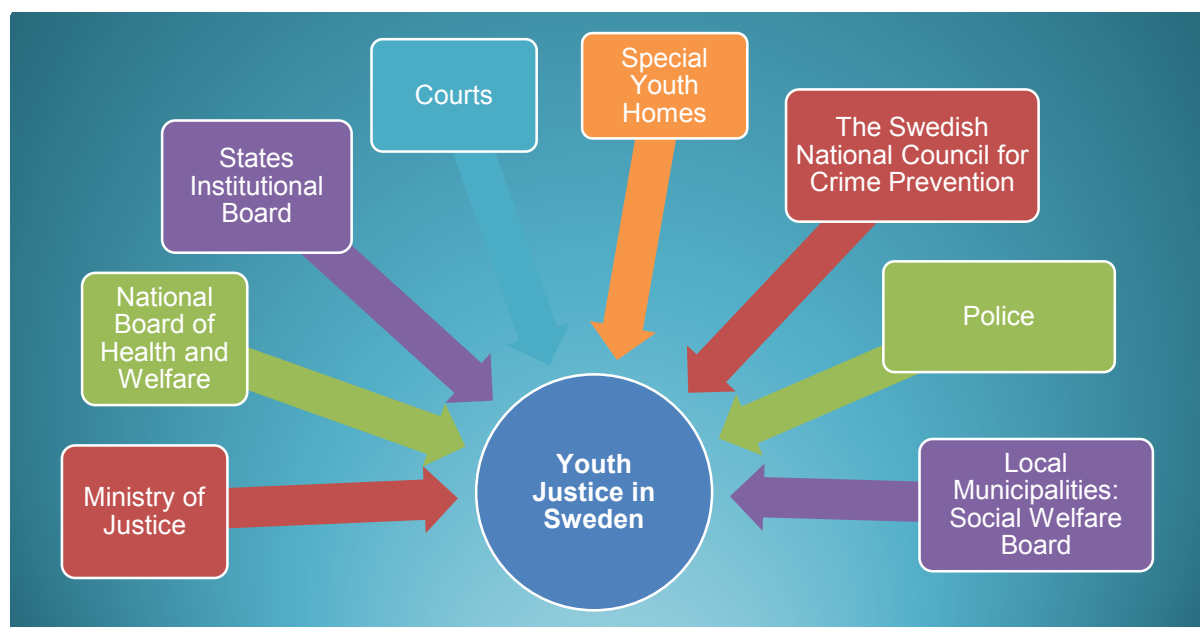 Courts
Special
Youth
Homes
The Swedish
National Council for
Crime Prevention
States
Institutional
Board
National
Board of
Health and
Welfare
Police
Ministry of
Justice
Youth
Justice in
Sweden
Local
Municipalities:
Social Welfare
Board